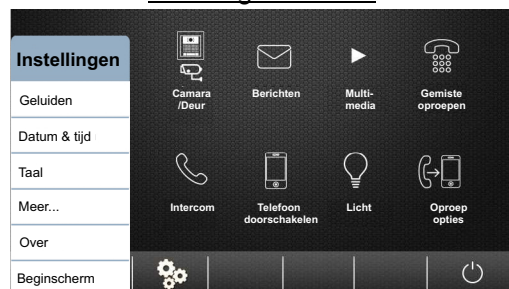 Instellingen
Geluiden
Datum & tijd
Taal
Meer...
Over
Beginscherm
Camara
/Deur
Berichten
Multi-
media
Gemiste
oproepen
Intercom
Telefoon
doorschakelen
Licht
Oproep
opties